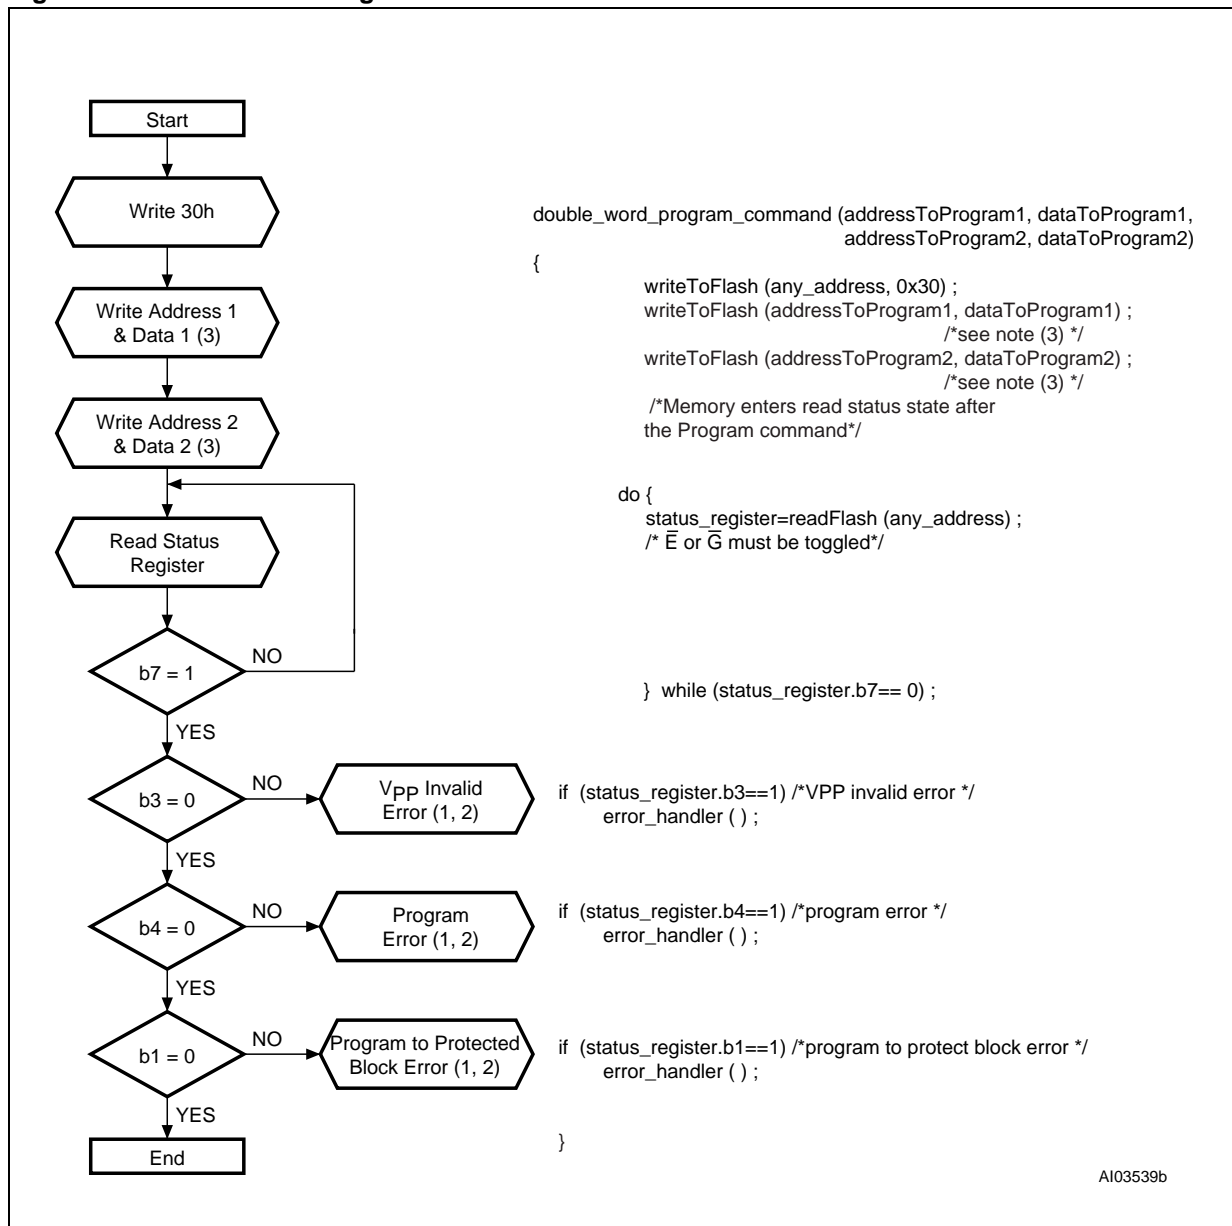 Start
Write 30h
Write Address 1
& Data 1 (3)
Write Address 2
& Data 2 (3)
Read Status
Register
b7 = 1
NO
YES
b3 = 0
NO
VPP Invalid
Error (1, 2)
YES
b4 = 0
NO
Program
Error (1, 2)
YES
b1 = 0
NO
Program to Protected
Block Error (1, 2)
YES
End
double_word_program_command (addressToProgram1, dataToProgram1,
addressToProgram2, dataToProgram2)
{
writeToFlash (any_address, 0x30) ;
writeToFlash (addressToProgram1, dataToProgram1) ;
/*see note (3) */
writeToFlash (addressToProgram2, dataToProgram2) ;
/*see note (3) */
/*Memory enters read status state after
the Program command*/
do {
status_register=readFlash (any_address) ;
/* E̅ or G̅ must be toggled*/
} while (status_register.b7== 0) ;
if (status_register.b3==1) /*VPP invalid error */
error_handler ( ) ;
if (status_register.b4==1) /*program error */
error_handler ( ) ;
if (status_register.b1==1) /*program to protect block error */
error_handler ( ) ;
}
AI03539b